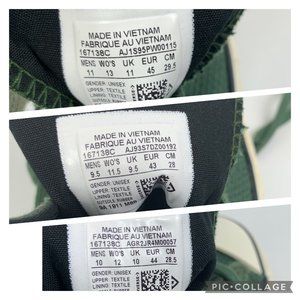 MADE IN VIETNAM
FABRIQUE AU VIETNAM
167138C AJ1S95PW00115
MENS WO'S UK EUR CM
11 13 11 45 29.5
GENDER: UNISEX
UPPER: TEXTILE
LINING: TEXTILE
MADE IN VIETNAM
FABRIQUE AU VIETNAM
167138C AJ93S7DZ00192
MENS WO'S UK EUR CM
9.5 11.5 9.5 43 28
GENDER: UNISEX
UPPER: TEXTILE
LINING: TEXTILE
OUTSOLE: RUBBER
MADE IN VIETNAM
FABRIQUE AU VIETNAM
167138C AGR2JR4M00057
MENS WO'S UK EUR CM
10 12 10 44 28.5
GENDER: UNISEX
UPPER: TEXTILE
LINING: TEXTILE
PIC-COLLAGE